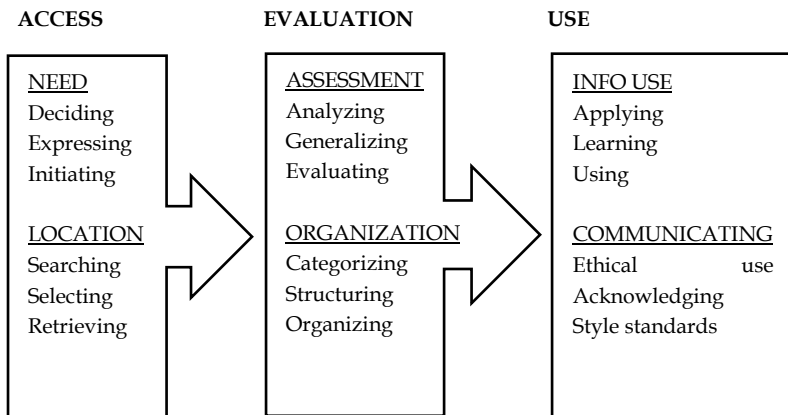 ACCESS
EVALUATION
USE
NEED
Deciding
Expressing
Initiating
LOCATION
Searching
Selecting
Retrieving
ASSESSMENT
Analyzing
Generalizing
Evaluating
ORGANIZATION
Categorizing
Structuring
Organizing
INFO USE
Applying
Learning
Using
COMMUNICATING
Ethical use
Acknowledging
Style standards